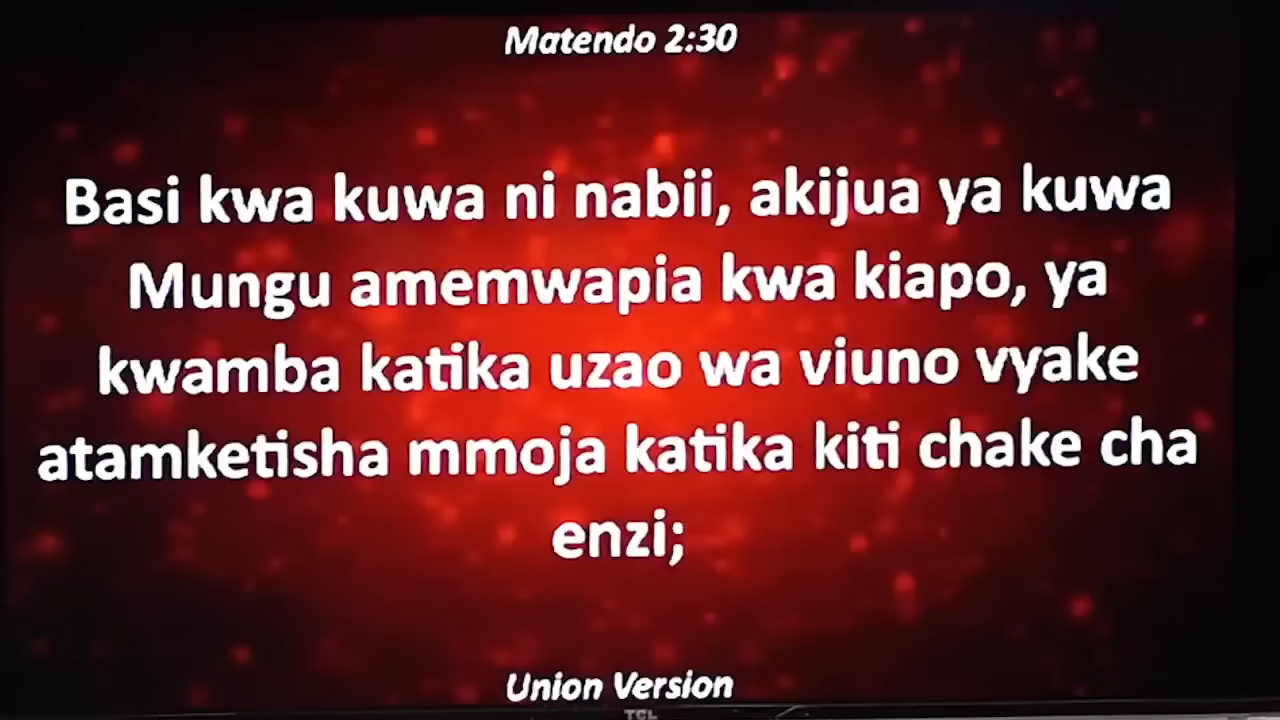 Matendo 2:30
Basi kwa kuwa ni nabii, akijua ya kuwa
Mungu amemwapia kwa kiapo, ya
kwamba katika uzao wa viuno vyake
atamketisha mmoja katika kiti chake cha
enzi;
Union Version
TCL